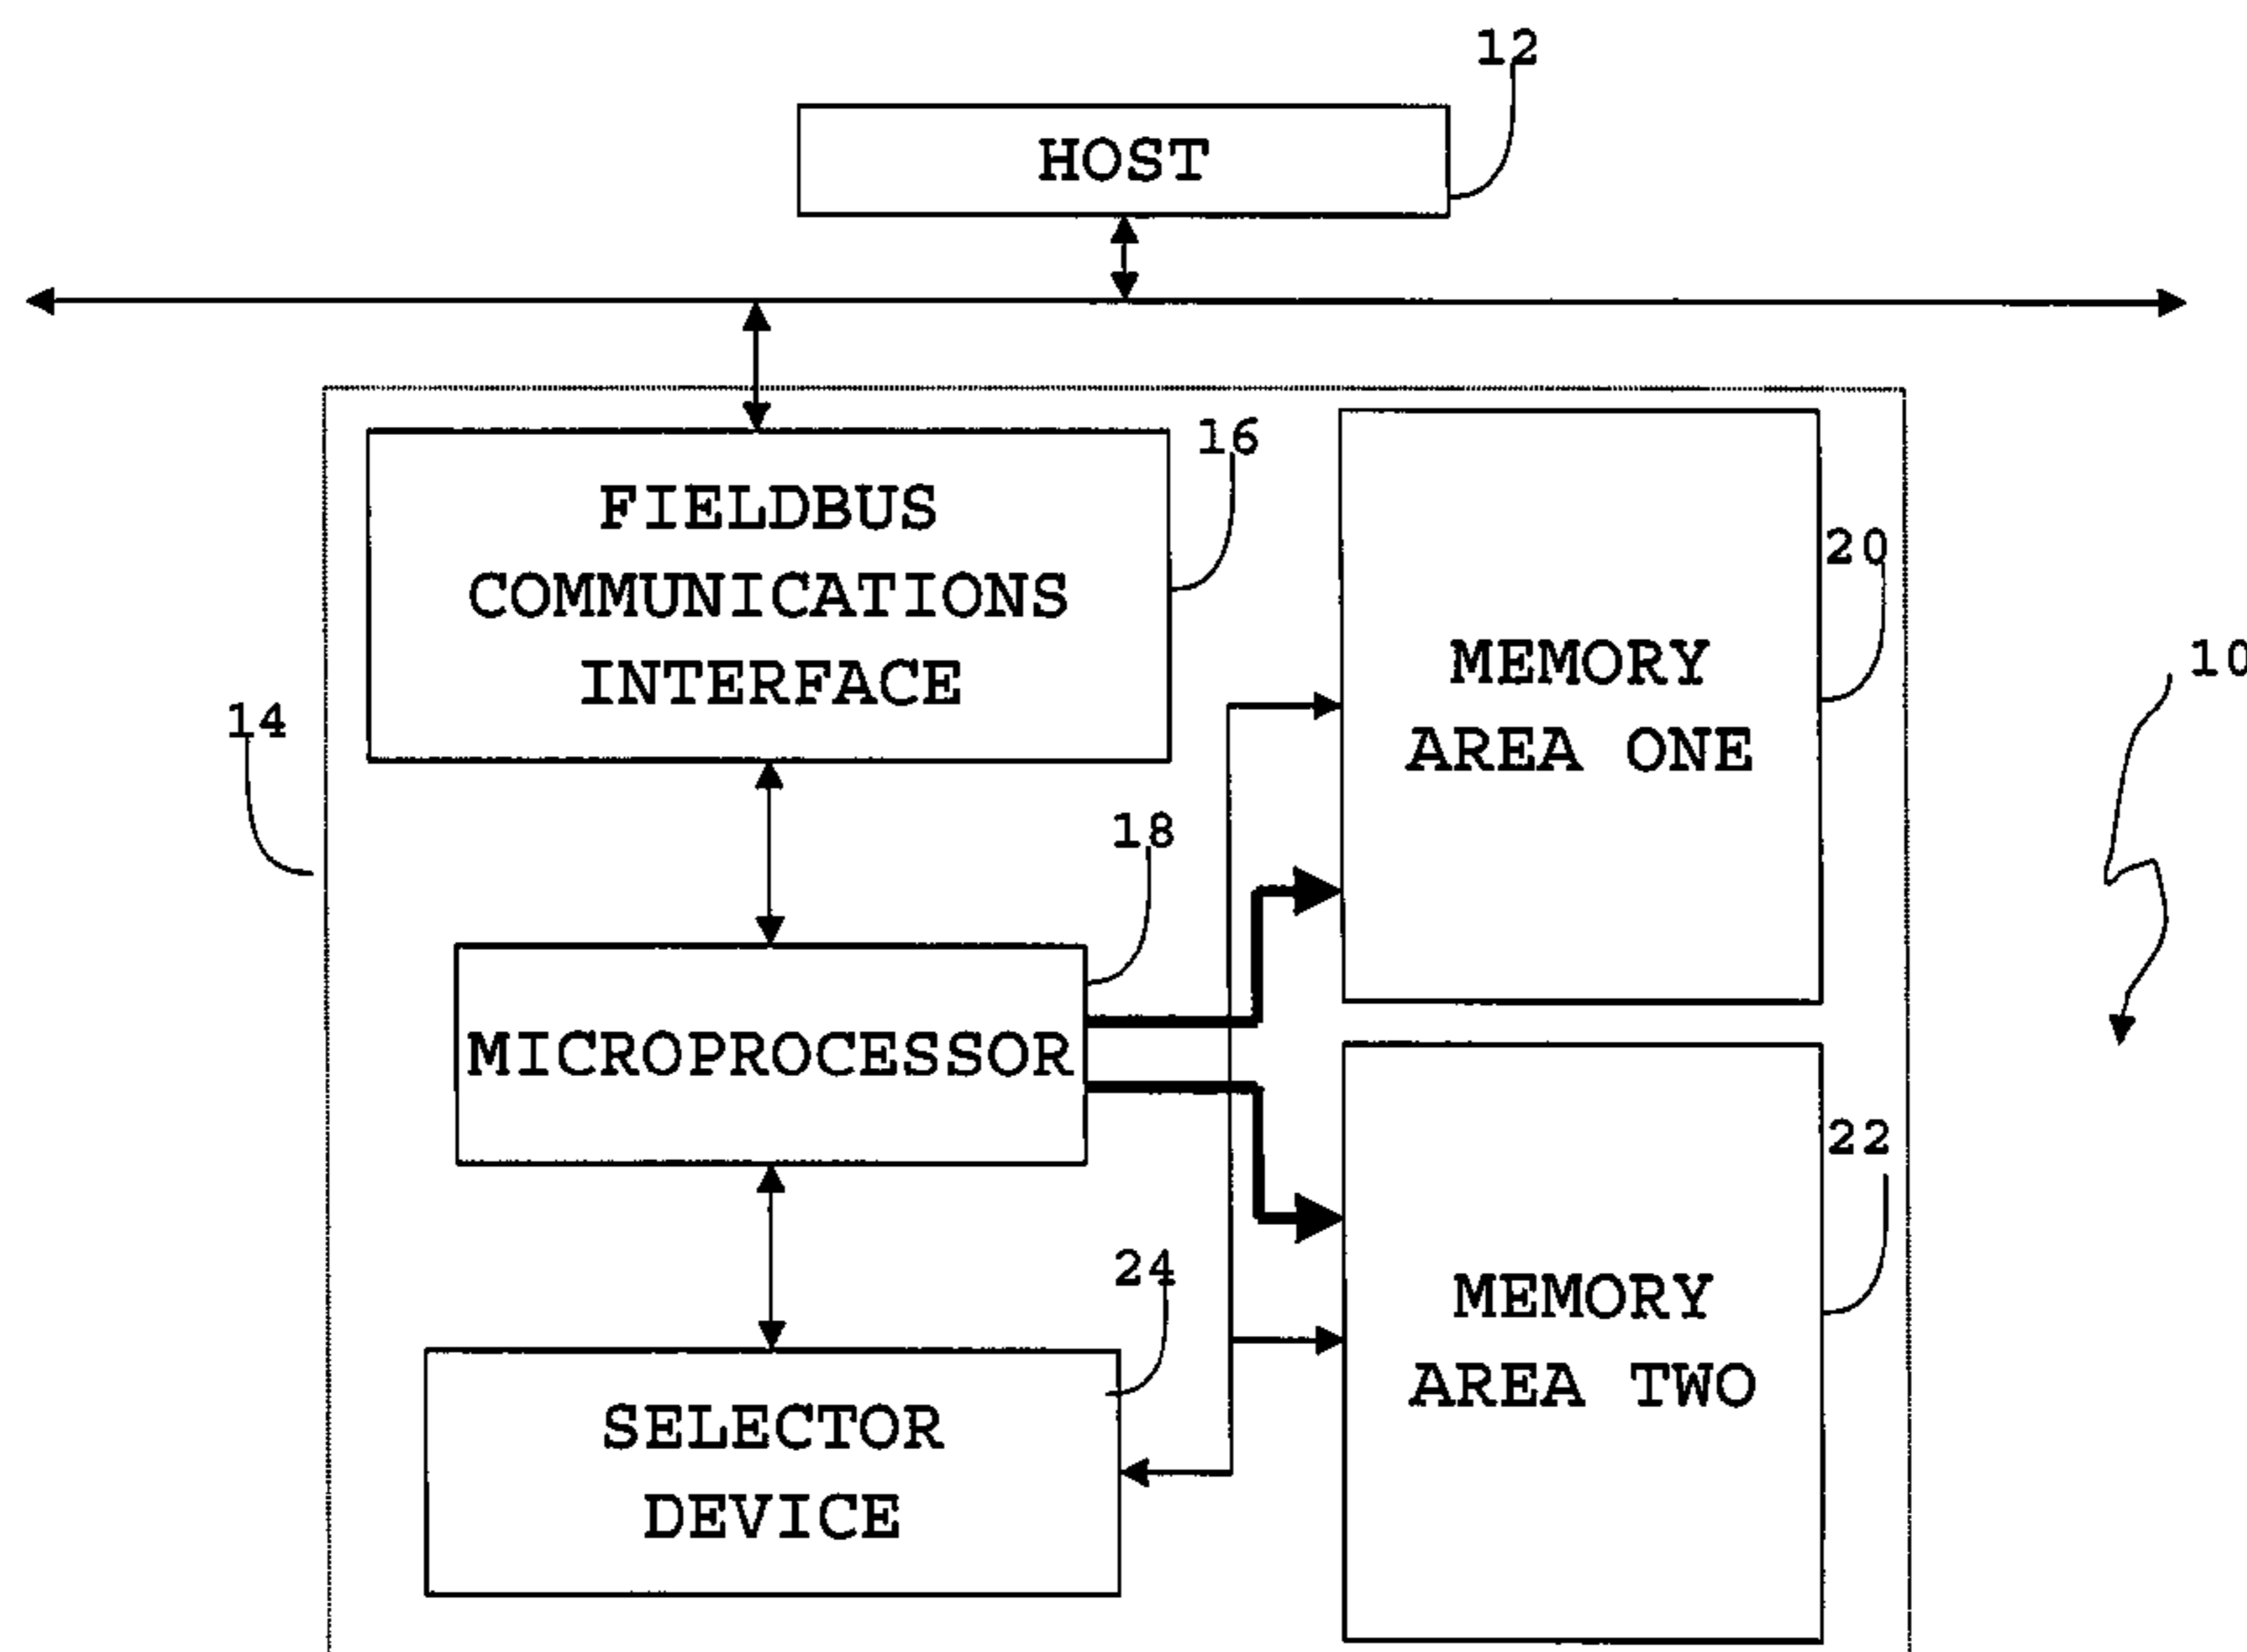 12
HOST
16
FIELDBUS
COMMUNICATIONS
INTERFACE
20
MEMORY
AREA ONE
10
14
18
MICROPROCESSOR
22
24
MEMORY
AREA TWO
SELECTOR
DEVICE